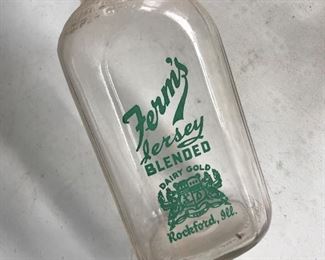 Ferm's
Jersey
BLENDED
DAIRY GOLD
Rockford, Ill.